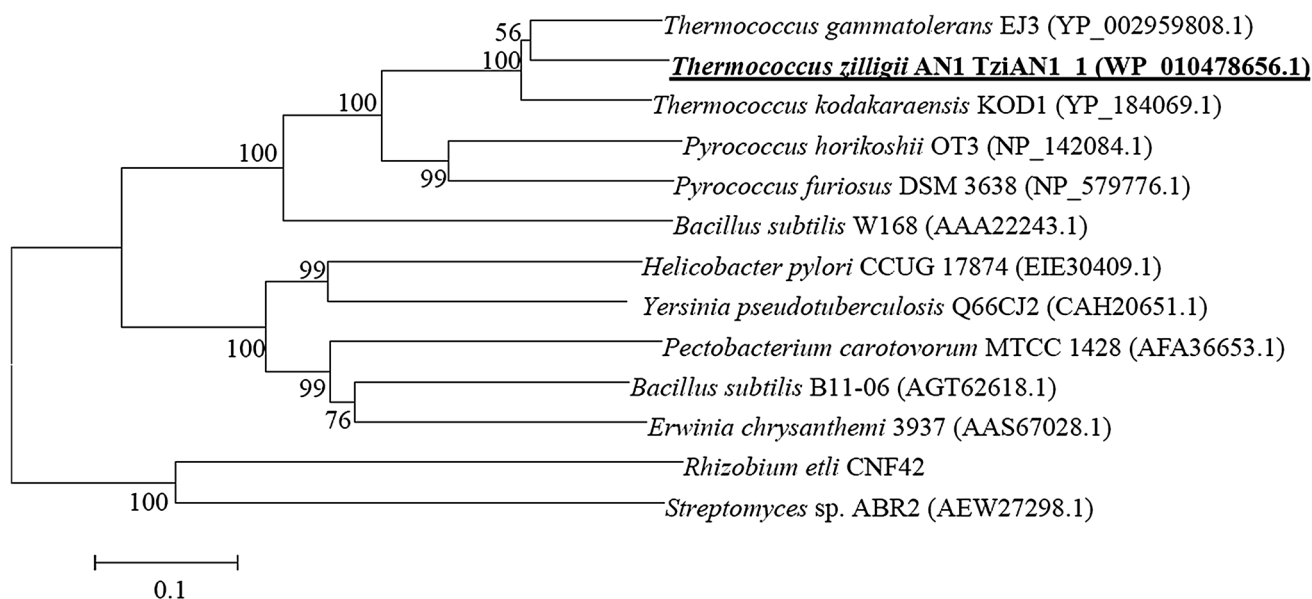 56
Thermococcus gammatolerans EJ3 (YP_002959808.1)
100
Thermococcus zilligii AN1 TziAN1_1 (WP_010478656.1)
100
Thermococcus kodakaraensis KOD1 (YP_184069.1)
100
Pyrococcus horikoshii OT3 (NP_142084.1)
99
Pyrococcus furiosus DSM 3638 (NP_579776.1)
Bacillus subtilis W168 (AAA22243.1)
99
Helicobacter pylori CCUG 17874 (EIE30409.1)
Yersinia pseudotuberculosis Q66CJ2 (CAH20651.1)
100
Pectobacterium carotovorum MTCC 1428 (AFA36653.1)
99
Bacillus subtilis B11-06 (AGT62618.1)
76
Erwinia chrysanthemi 3937 (AAS67028.1)
Rhizobium etli CNF42
100
Streptomyces sp. ABR2 (AEW27298.1)
0.1